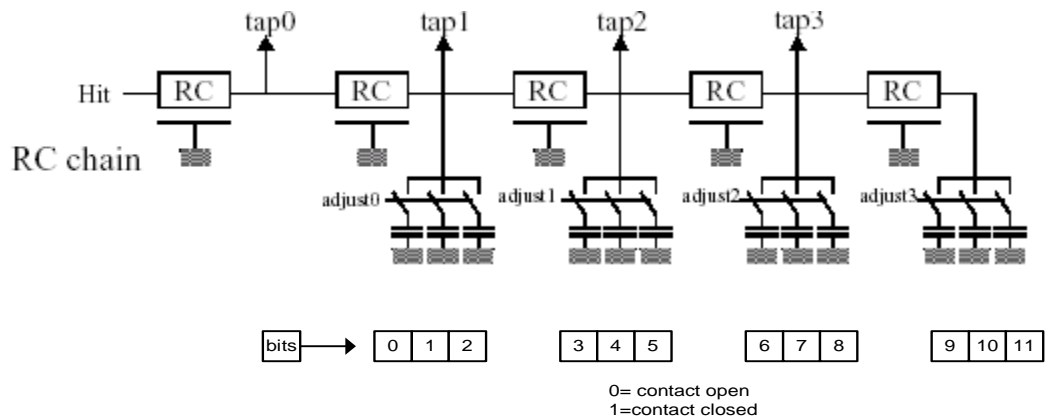 tap0 tap1 tap2 tap3
Hit RC RC RC RC RC
RC chain
adjust0 adjust1 adjust2 adjust3
bits 0 1 2 3 4 5 6 7 8 9 10 11
0= contact open
1=contact closed